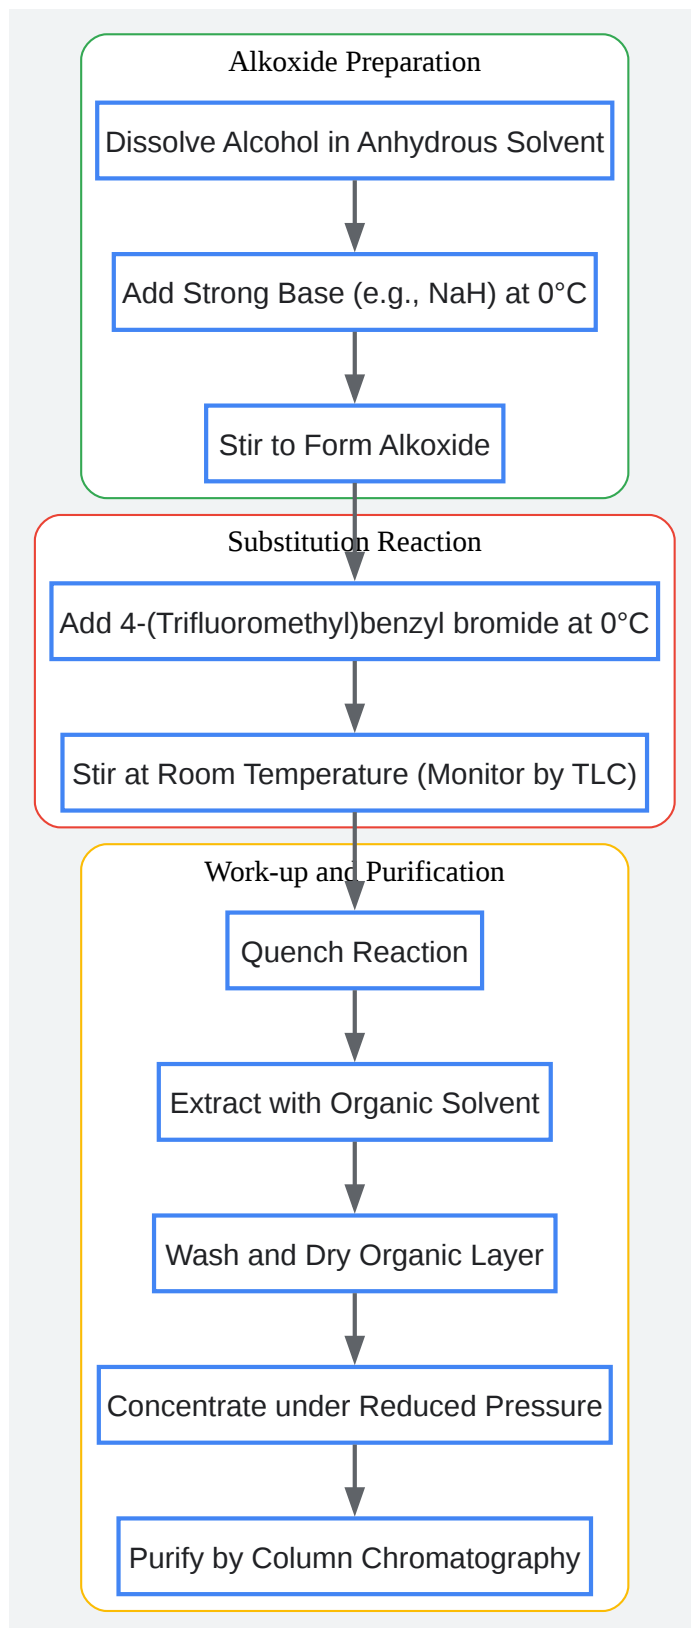 Alkoxide Preparation
Dissolve Alcohol in Anhydrous Solvent
Add Strong Base (e.g., NaH) at 0°C
Stir to Form Alkoxide
Substitution Reaction
Add 4-(Trifluoromethyl)benzyl bromide at 0°C
Stir at Room Temperature (Monitor by TLC)
Work-up and Purification
Quench Reaction
Extract with Organic Solvent
Wash and Dry Organic Layer
Concentrate under Reduced Pressure
Purify by Column Chromatography